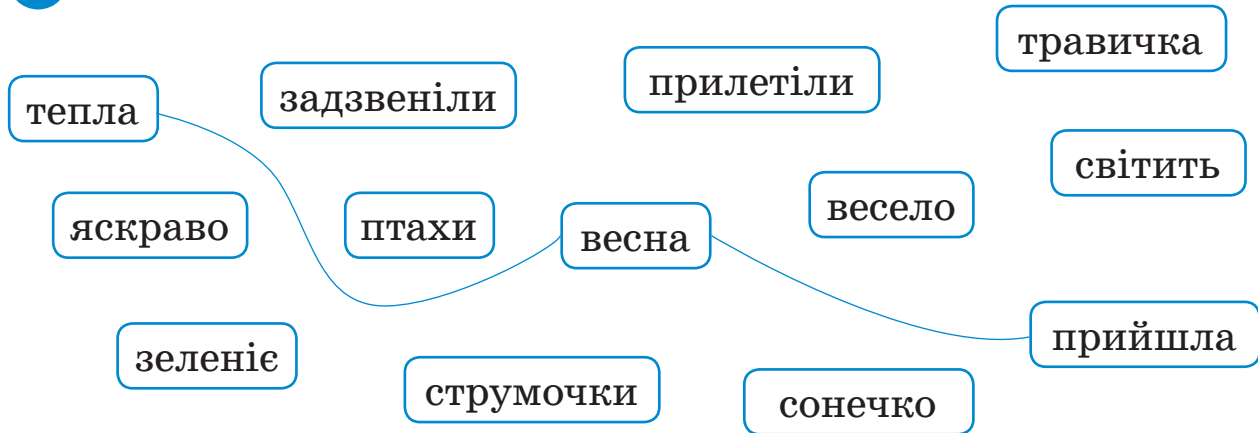 травичка
прилетіли
задзвеніли
тепла
світить
весело
яскраво
птахи
весна
прийшла
зеленіє
струмочки
сонечко